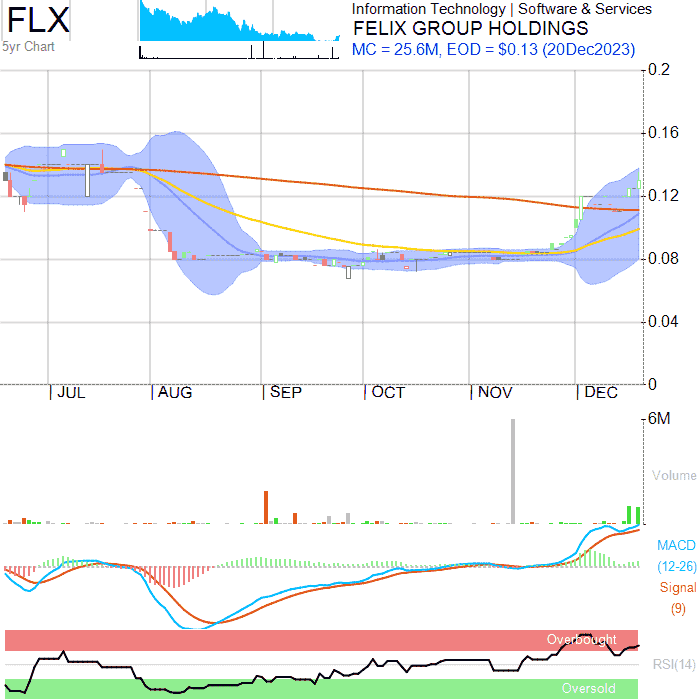 FLX
5yr Chart
Information Technology | Software & Services
FELIX GROUP HOLDINGS
MC = 25.6M, EOD = $0.13 (20Dec2023)
0.2
0.16
0.12
0.08
0.04
0
JUL
AUG
SEP
OCT
NOV
DEC
6M
Volume
MACD
(12-26)
Signal
(9)
Overbought
RSI(14)
Oversold